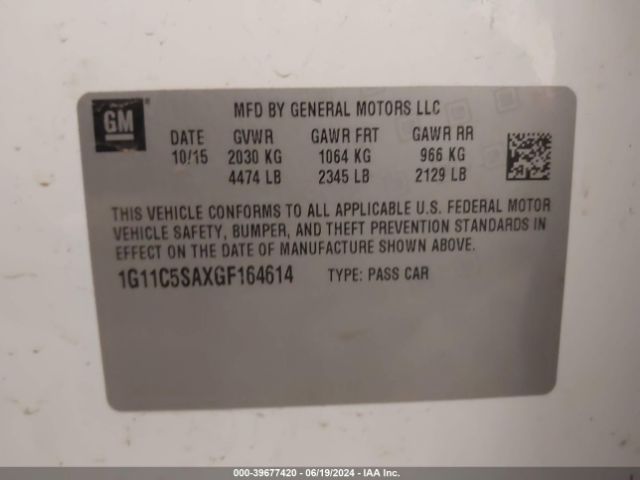 GM ®
MFD BY GENERAL MOTORS LLC
DATE GVWR GAWR FRT GAWR RR
10/15 2030 KG 1064 KG 966 KG
4474 LB 2345 LB 2129 LB
THIS VEHICLE CONFORMS TO ALL APPLICABLE U.S. FEDERAL MOTOR
VEHICLE SAFETY, BUMPER, AND THEFT PREVENTION STANDARDS IN
EFFECT ON THE DATE OF MANUFACTURE SHOWN ABOVE.
1G11C5SAXGF164614 TYPE: PASS CAR
000-39677420 - 06/19/2024 - IAA Inc.